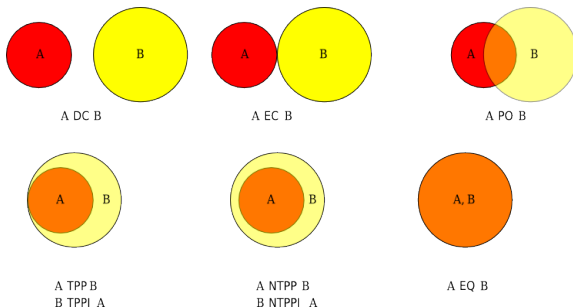 A
B
A
B
A
B
A DC B
A EC B
A PO B
A
B
A
B
A, B
A TPP B
B TPPI A
A NTPP B
B NTPPI A
A EQ B